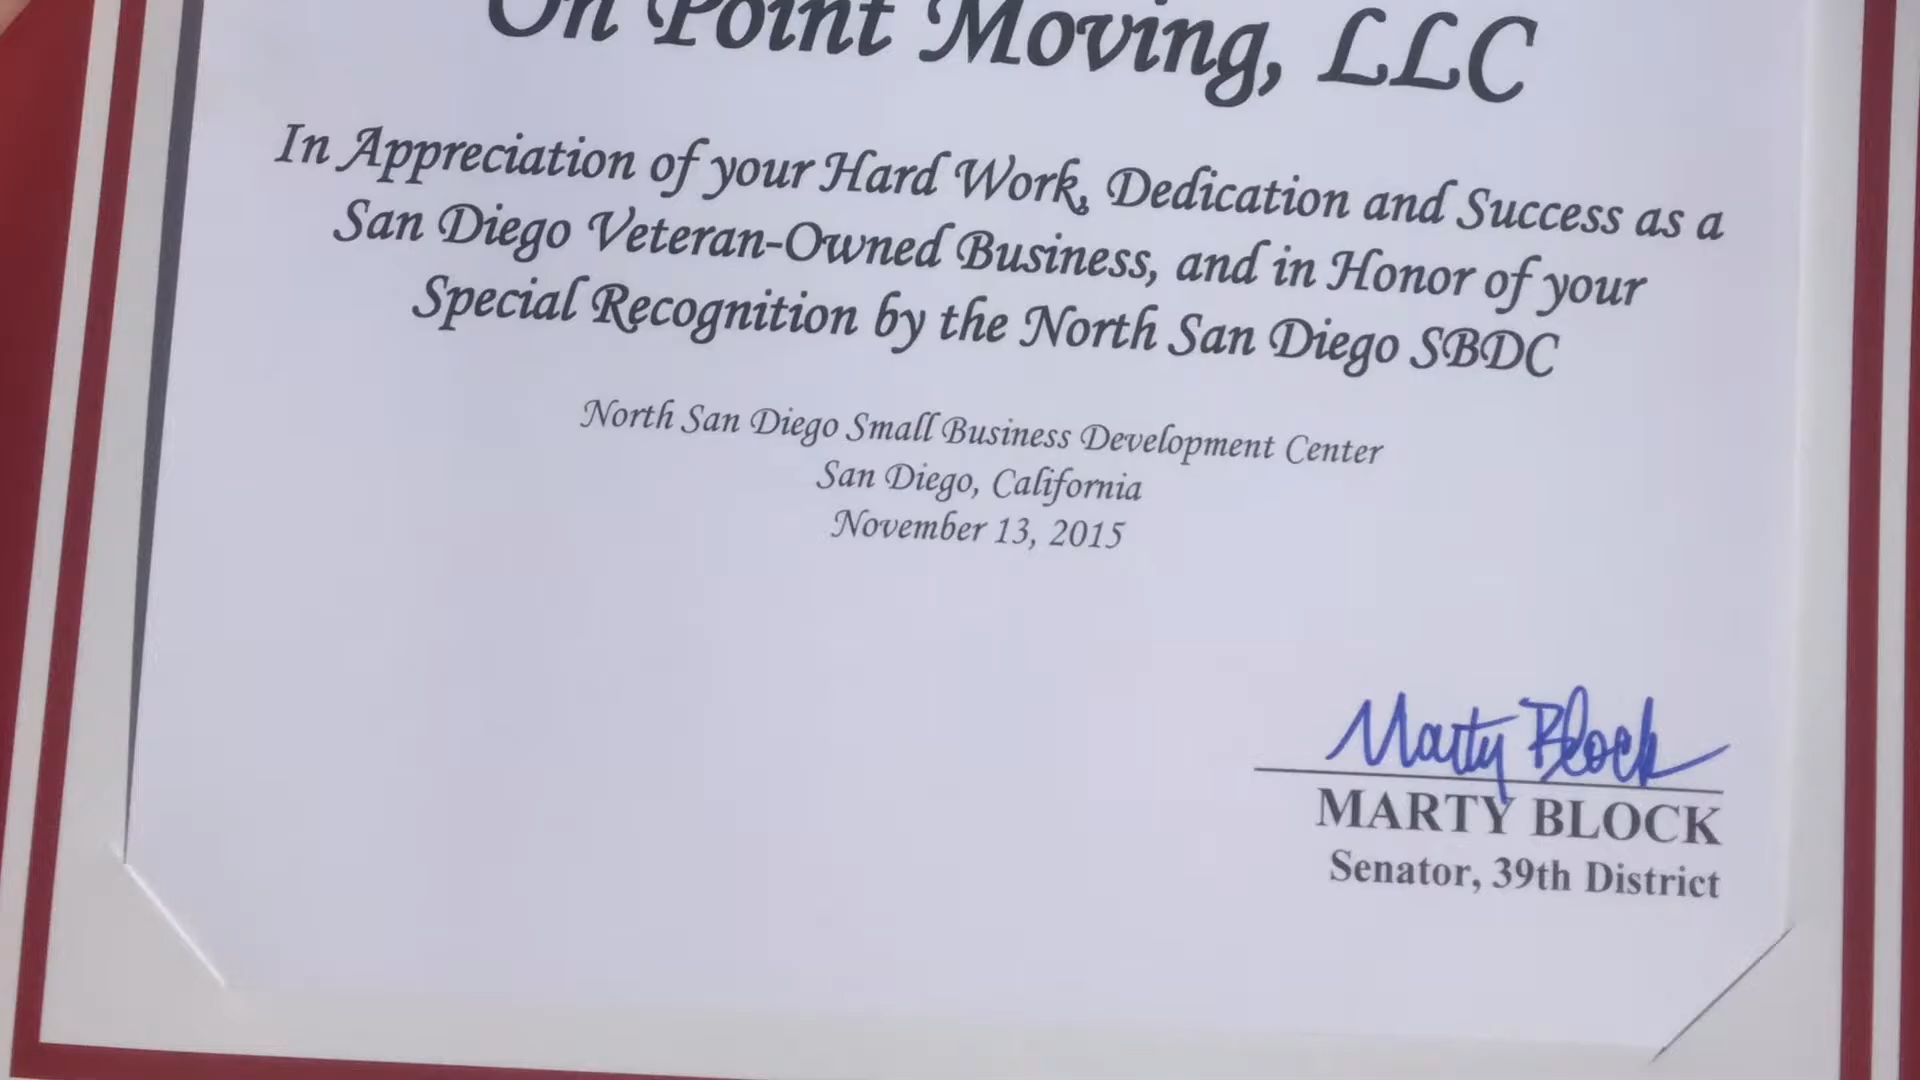 On Point Moving, LLC
In Appreciation of your Hard Work, Dedication and Success as a
San Diego Veteran-Owned Business, and in Honor of your
Special Recognition by the North San Diego SBDC
North San Diego Small Business Development Center
San Diego, California
November 13, 2015
Marty Block
MARTY BLOCK
Senator, 39th District